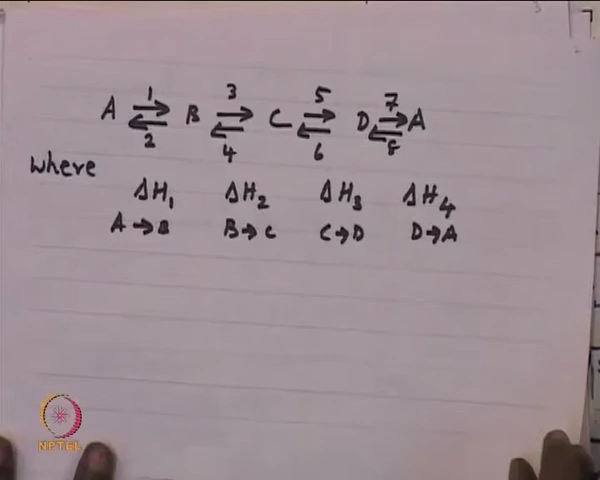 1 3 5 7
A ⇌ B ⇌ C ⇌ D ⇌ A
2 4 6 8
where
ΔH₁ ΔH₂ ΔH₃ ΔH₄
A → B B → C C → D D → A
NPTEL